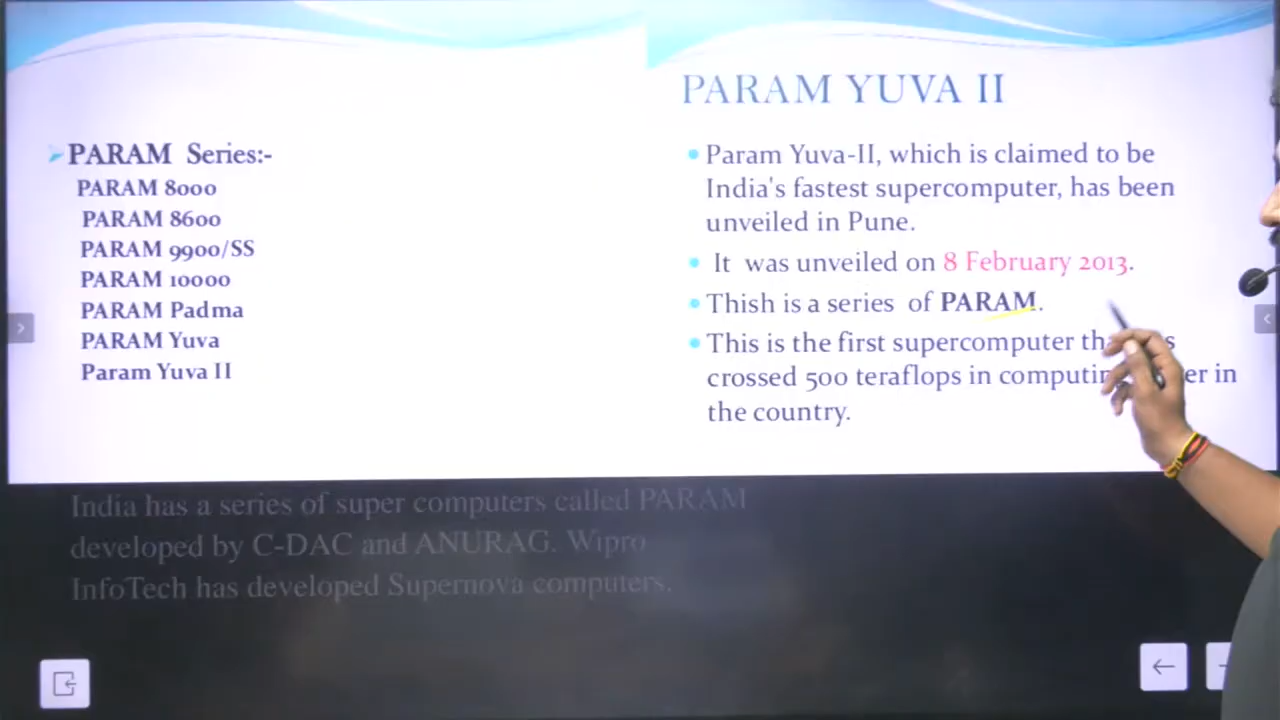 PARAM Series:-
PARAM 8000
PARAM 8600
PARAM 9900/SS
PARAM 10000
PARAM Padma
PARAM Yuva
Param Yuva II
PARAM YUVA II
Param Yuva-II, which is claimed to be
India's fastest supercomputer, has been
unveiled in Pune.
It was unveiled on 8 February 2013.
Thish is a series of PARAM.
This is the first supercomputer
crossed 500 teraflops in in
the country.
India has a series of super computers called PARAM
developed by C-DAC and ANURAG. Wipro
InfoTech has developed Supernova computers.